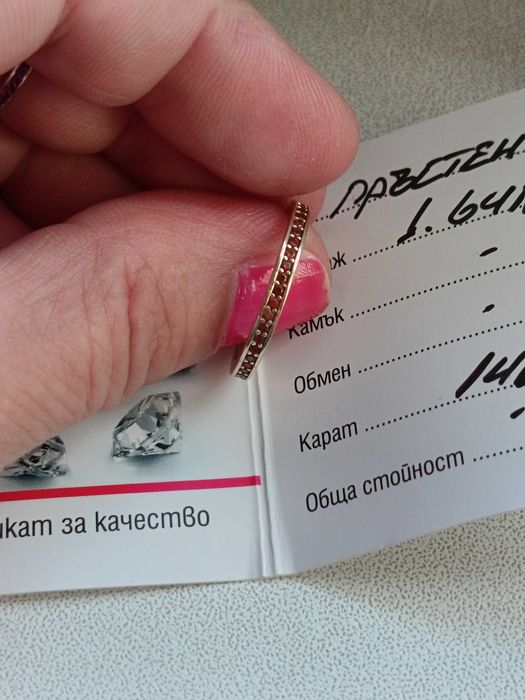 ПРЪСТЕН
1.64
ж ..... -
Камък ..... -
Обмен .....
Карат ..... 14
Обща стойност .....
икат за качество